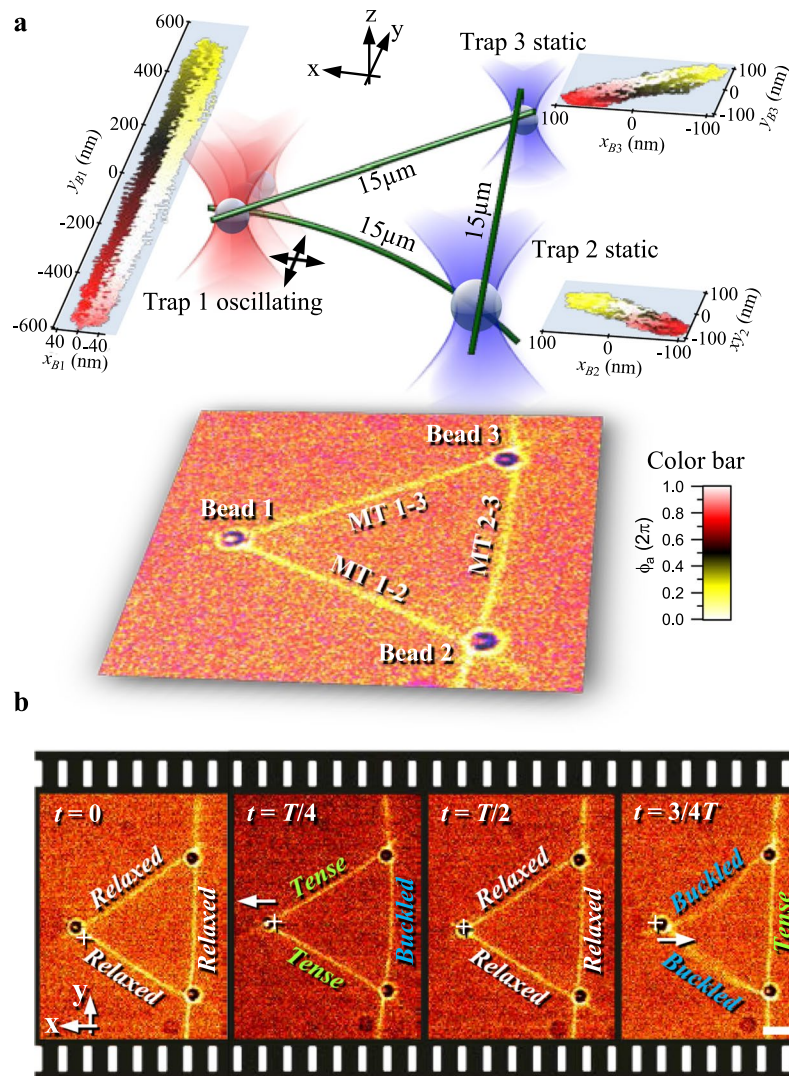 a
z
y
x
Trap 3 static
600
400
200
0
-200
-400
-600
y_B1 (nm)
40
0
-40
x_B1 (nm)
100
0
-100
y_B3 (nm)
100
0
-100
x_B3 (nm)
15μm
15μm
15μm
Trap 1 oscillating
Trap 2 static
100
0
-100
xy_2 (nm)
100
0
-100
x_B2 (nm)
Bead 3
Bead 1
MT 1-3
MT 2-3
MT 1-2
Bead 2
Color bar
1.0
0.8
0.6
0.4
0.2
0.0
ϕ_a (2π)
b
t = 0
t = T/4
t = T/2
t = 3/4T
Relaxed
Relaxed
Relaxed
Tense
Buckled
Tense
Relaxed
Relaxed
Relaxed
Buckled
Tense
Buckled
y
x